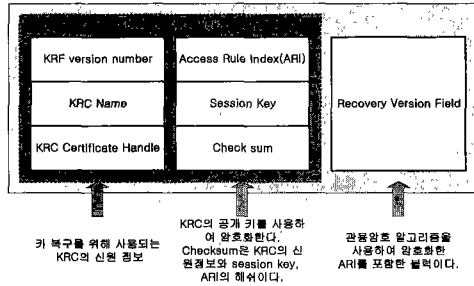 KRF version number
KRC Name
KRC Certificate Handle
Access Rule Index(ARI)
Session Key
Check sum
Recovery Version Field
카 복구를 위해 사용되는
KRC의 신원 정보
KRC의 공개 키를 사용하
여 암호화한다.
Checksum은 KRC의 신
원정보와 session key,
ARI의 해쉬이다.
관용암호 알고리즘을
사용하여 암호화한
ARI를 포함한 블럭이다.